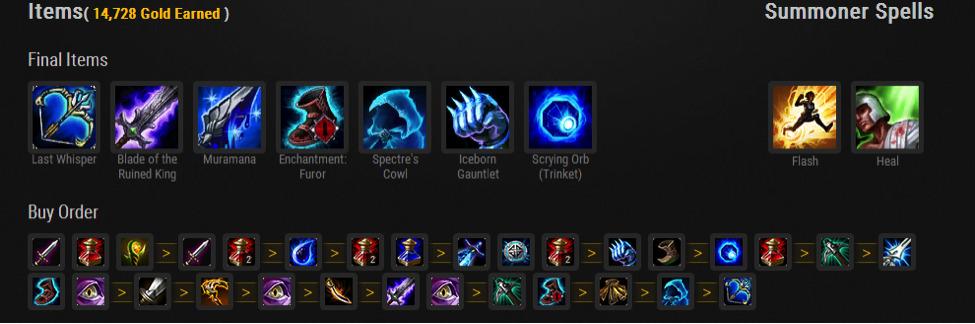 Items( 14,728 Gold Earned )
Summoner Spells
Final Items
Last Whisper
Blade of the
Ruined King
Muramana
Enchantment:
Furor
Spectre's
Cowl
Iceborn
Gauntlet
Scrying Orb
(Trinket)
Flash
Heal
Buy Order
2 > > 2 > > > 2 > > > >
> > > > > > > >